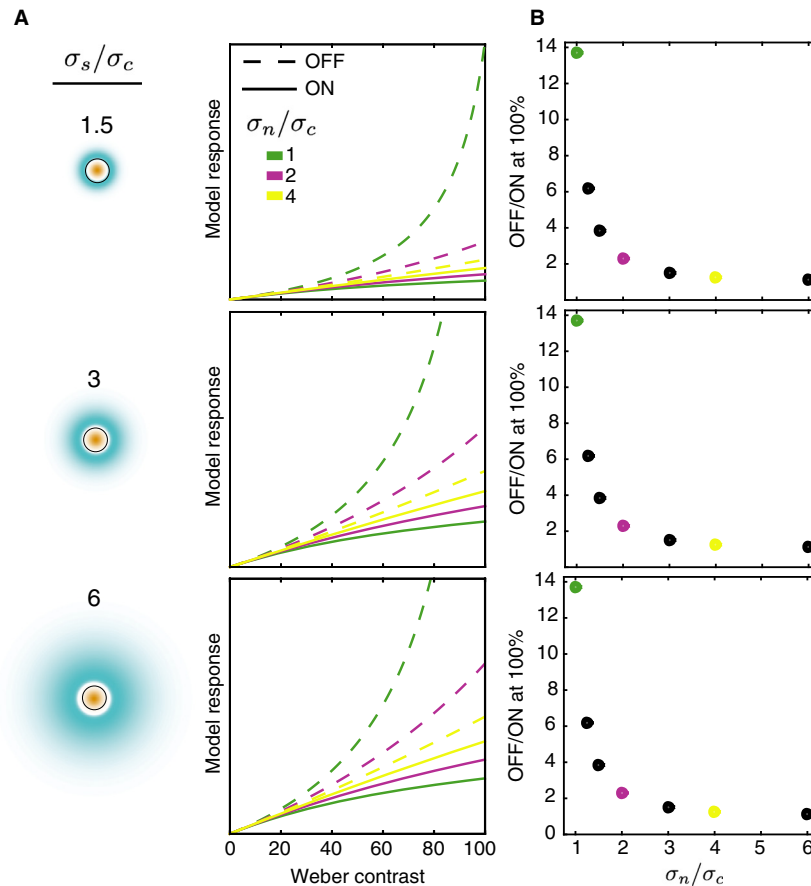 A
σs/σc
1.5
3
6
Model response
OFF
ON
σn/σc
1
2
4
Model response
Model response
0 20 40 60 80 100
Weber contrast
B
OFF/ON at 100%
14
12
10
8
6
4
2
OFF/ON at 100%
14
12
10
8
6
4
2
OFF/ON at 100%
14
12
10
8
6
4
2
0
1 2 3 4 5 6
σn/σc